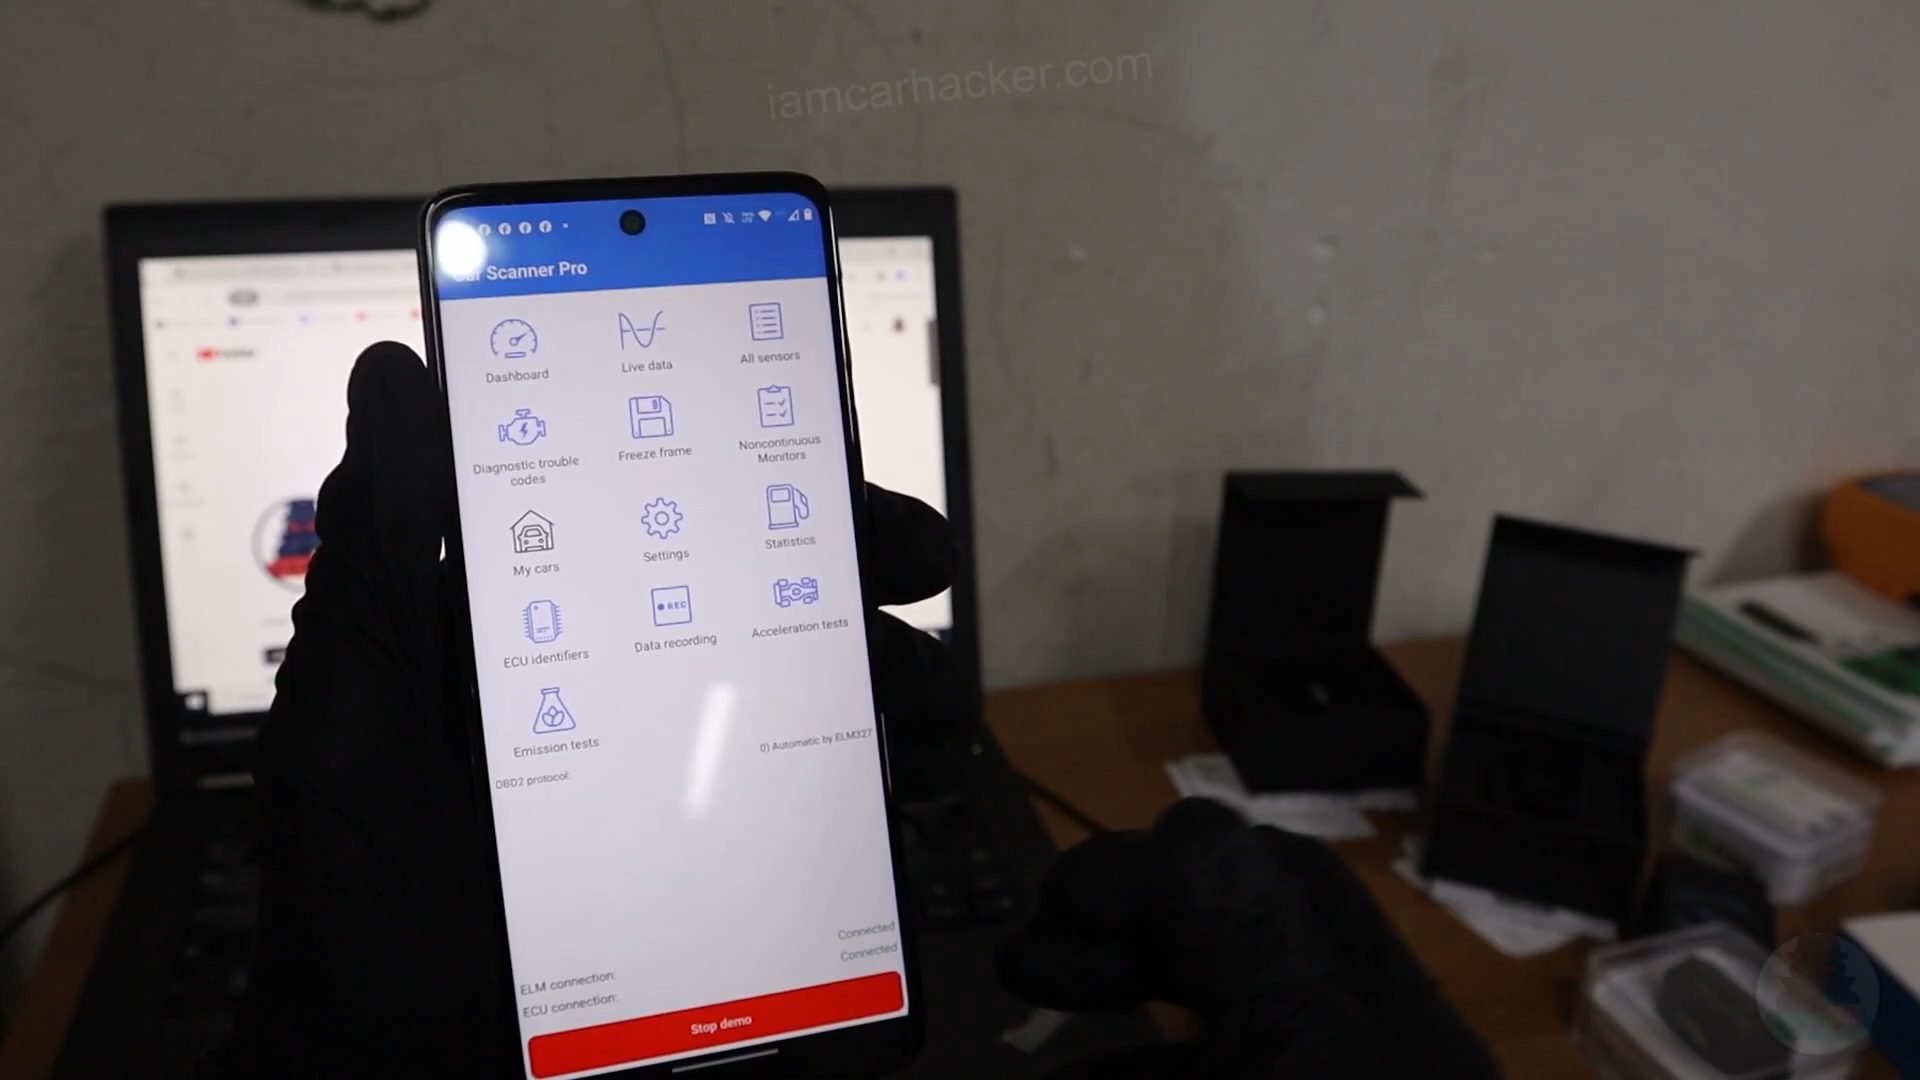 iamcarhacker.com
Car Scanner Pro
Dashboard
Live data
All sensors
Diagnostic trouble
codes
Freeze frame
Noncontinuous
Monitors
My cars
Settings
Statistics
ECU identifiers
REC
Data recording
Acceleration tests
Emission tests
OBD2 protocol:
0) Automatic by ELM327
ELM connection:
Connected
ECU connection:
Connected
Stop demo